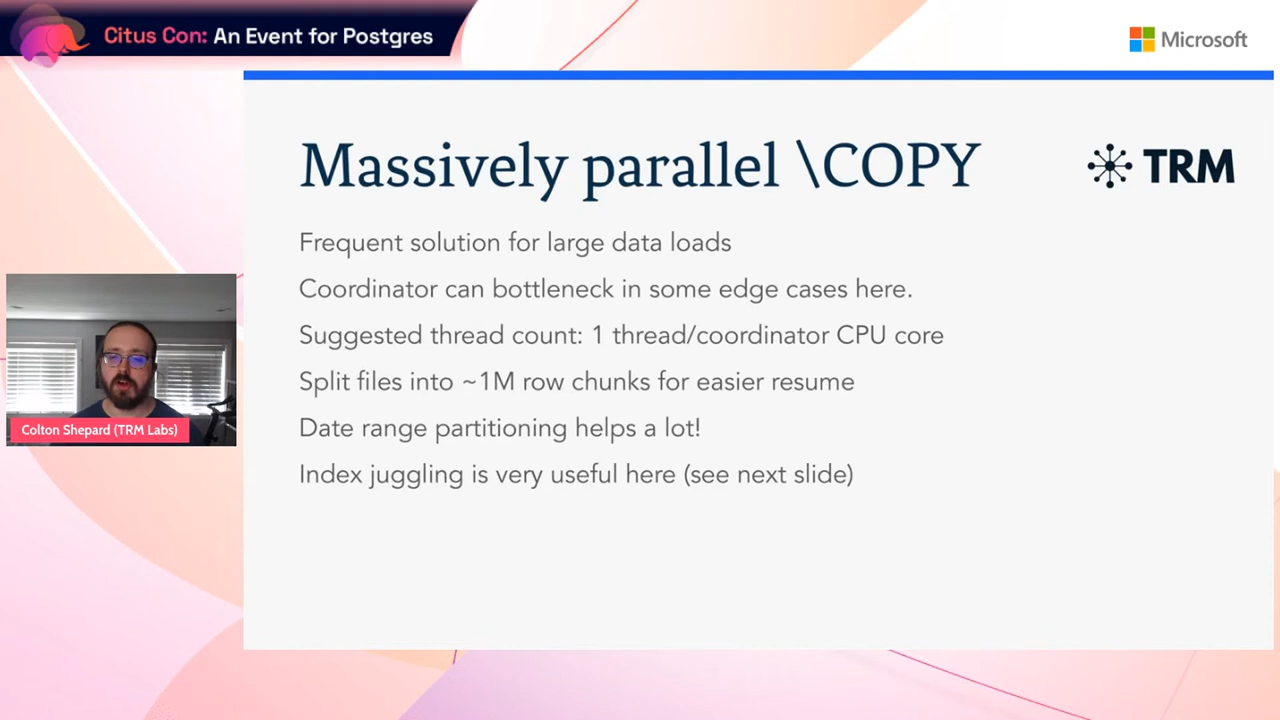 Citus Con: An Event for Postgres
Microsoft
Massively parallel \COPY
TRM
Frequent solution for large data loads
Coordinator can bottleneck in some edge cases here.
Suggested thread count: 1 thread/coordinator CPU core
Split files into ~1M row chunks for easier resume
Date range partitioning helps a lot!
Index juggling is very useful here (see next slide)
Colton Shepard (TRM Labs)